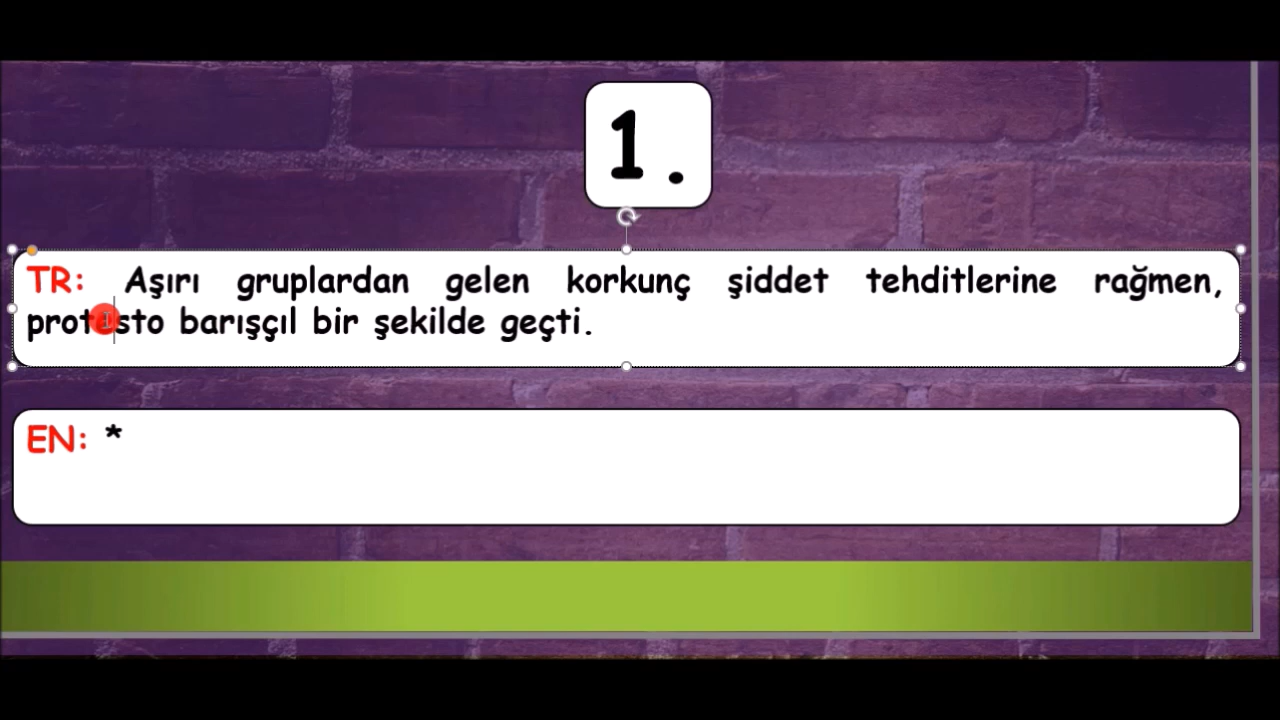 1.
TR: Aşırı gruplardan gelen korkunç şiddet tehditlerine rağmen,
protesto barışçıl bir şekilde geçti.
EN: *